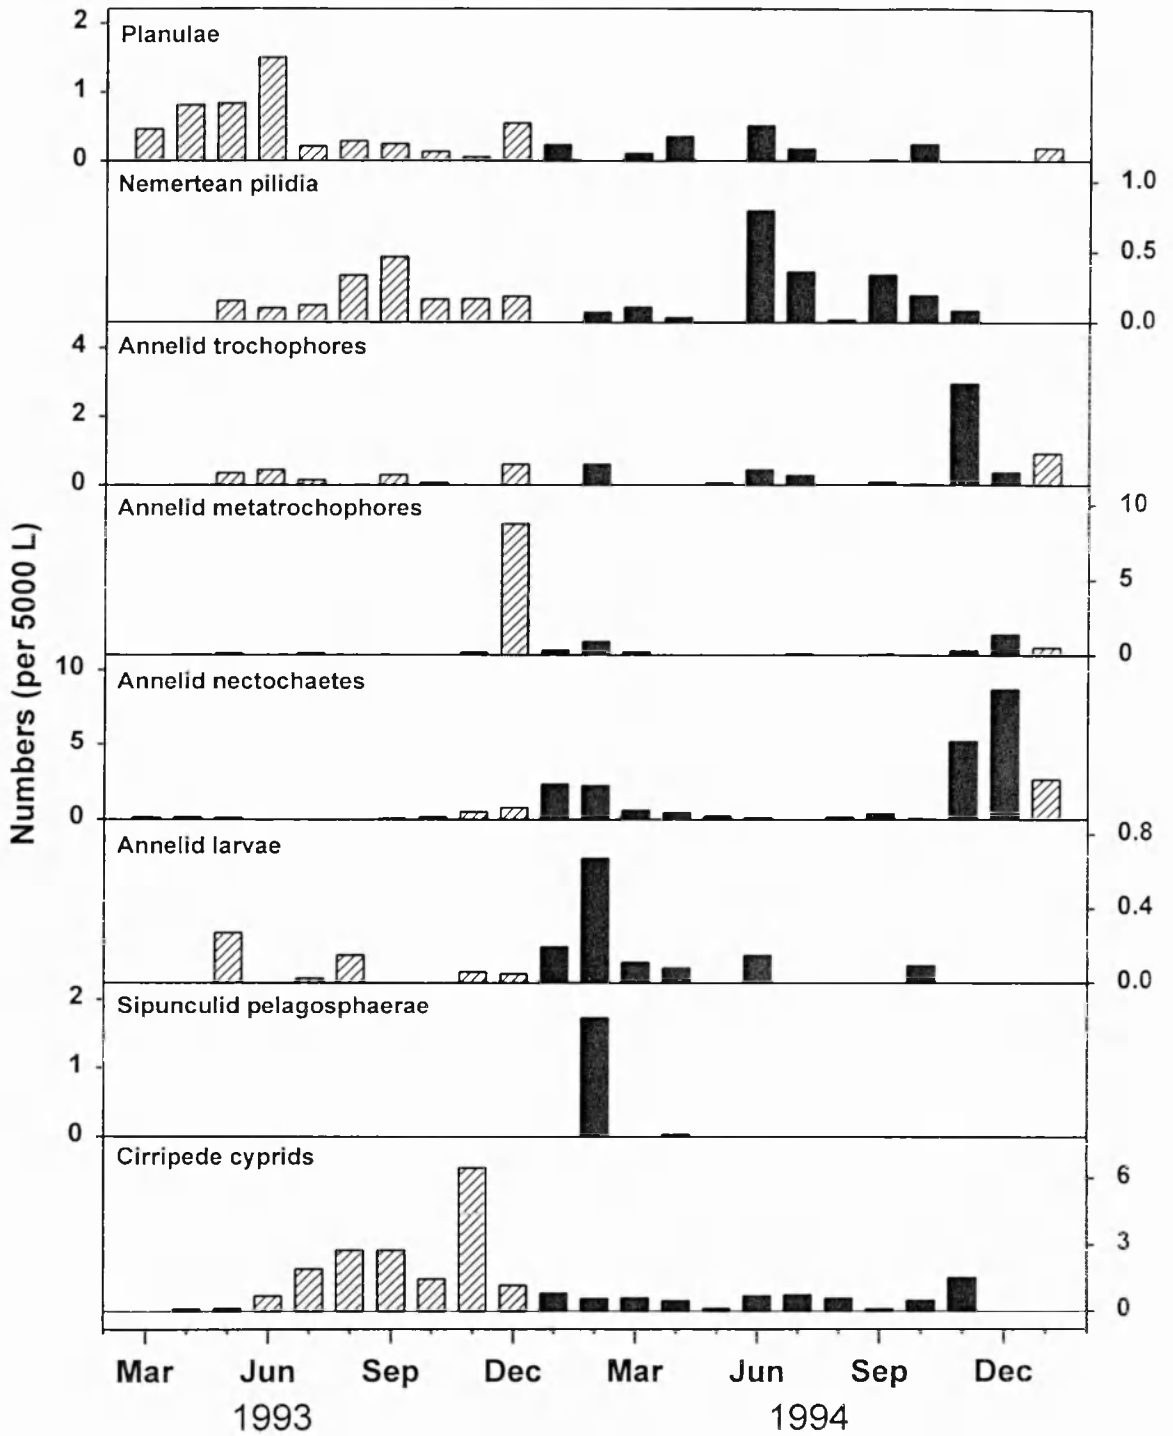 2
Planulae
1
0
Nemertean pilidia
1.0
0.5
0.0
4
Annelid trochophores
2
0
Annelid metatrochophores
10
5
0
10
Annelid nectochaetes
5
0
Annelid larvae
0.8
0.4
0.0
2
Sipunculid pelagosphaerae
1
0
Cirripede cyprids
6
3
0
Numbers (per 5000 L)
Mar Jun Sep Dec Mar Jun Sep Dec
1993 1994